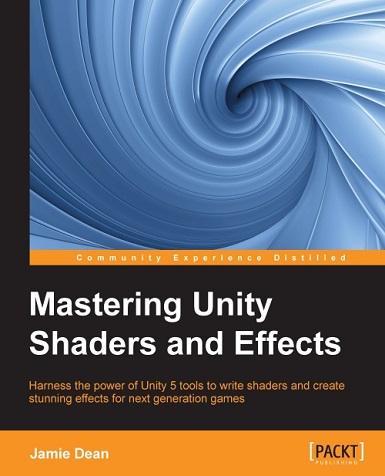 Community Experience Distilled
Mastering Unity
Shaders and Effects
Harness the power of Unity 5 tools to write shaders and create
stunning effects for next generation games
Jamie Dean
[PACKT]
PUBLISHING